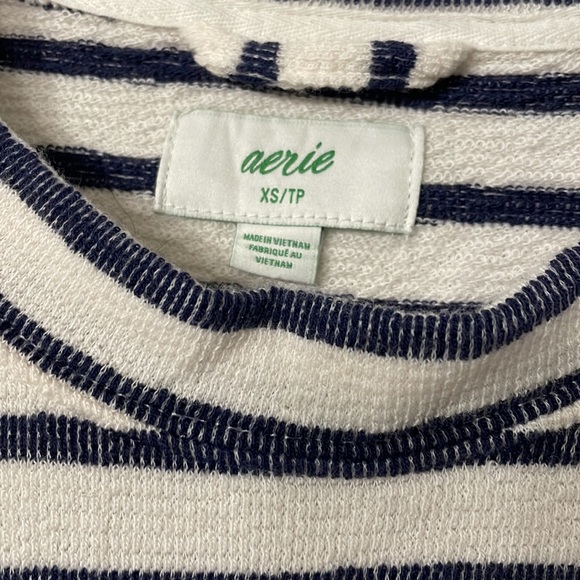 aerie
XS/TP
MADE IN VIETNAM
FABRIQUÉ AU
VIETNAM